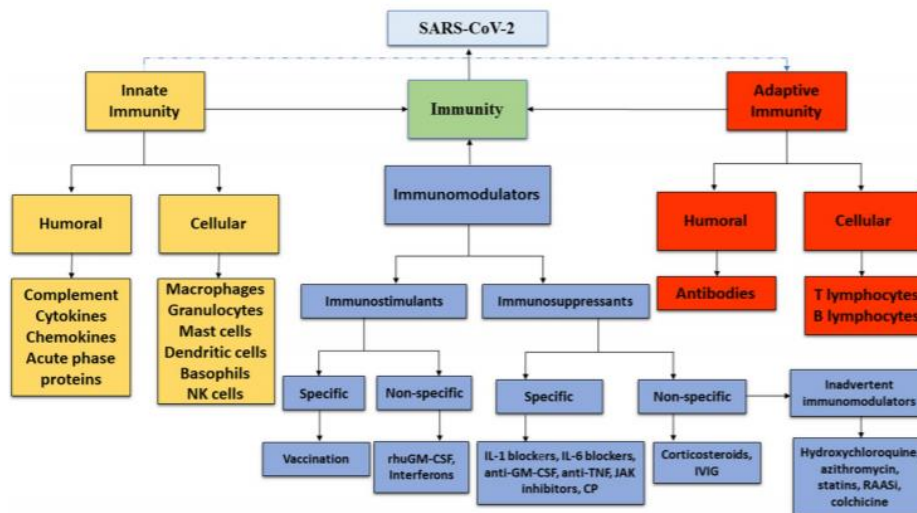 SARS-CoV-2
Innate
Immunity
Immunity
Adaptive
Immunity
Immunomodulators
Humoral
Cellular
Humoral
Cellular
Complement
Cytokines
Chemokines
Acute phase
proteins
Macrophages
Granulocytes
Mast cells
Dendritic cells
Basophils
NK cells
Immunostimulants
Immunosuppressants
Antibodies
T lymphocytes
B lymphocytes
Specific
Non-specific
Specific
Non-specific
Inadvertent
immunomodulators
Vaccination
rhuGM-CSF,
Interferons
IL-1 blockers, IL-6 blockers,
anti-GM-CSF, anti-TNF, JAK
inhibitors, CP
Corticosteroids,
IVIG
Hydroxychloroquine,
azithromycin,
statins, RAASi,
colchicine